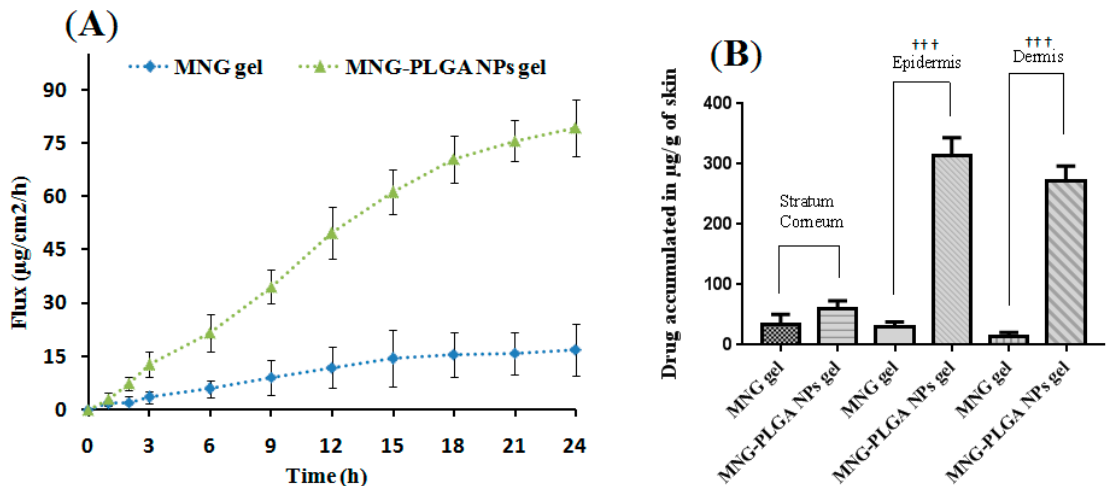 (A)
MNG gel
MNG-PLGA NPs gel
90
75
60
45
30
15
0
0 3 6 9 12 15 18 21 24
Flux (µg/cm2/h)
Time (h)
(B)
†††
Epidermis
†††
Dermis
Stratum
Corneum
400
300
200
100
0
Drug accumulated in µg/g of skin
MNG gel
MNG-PLGA NPs gel
MNG gel
MNG-PLGA NPs gel
MNG gel
MNG-PLGA NPs gel